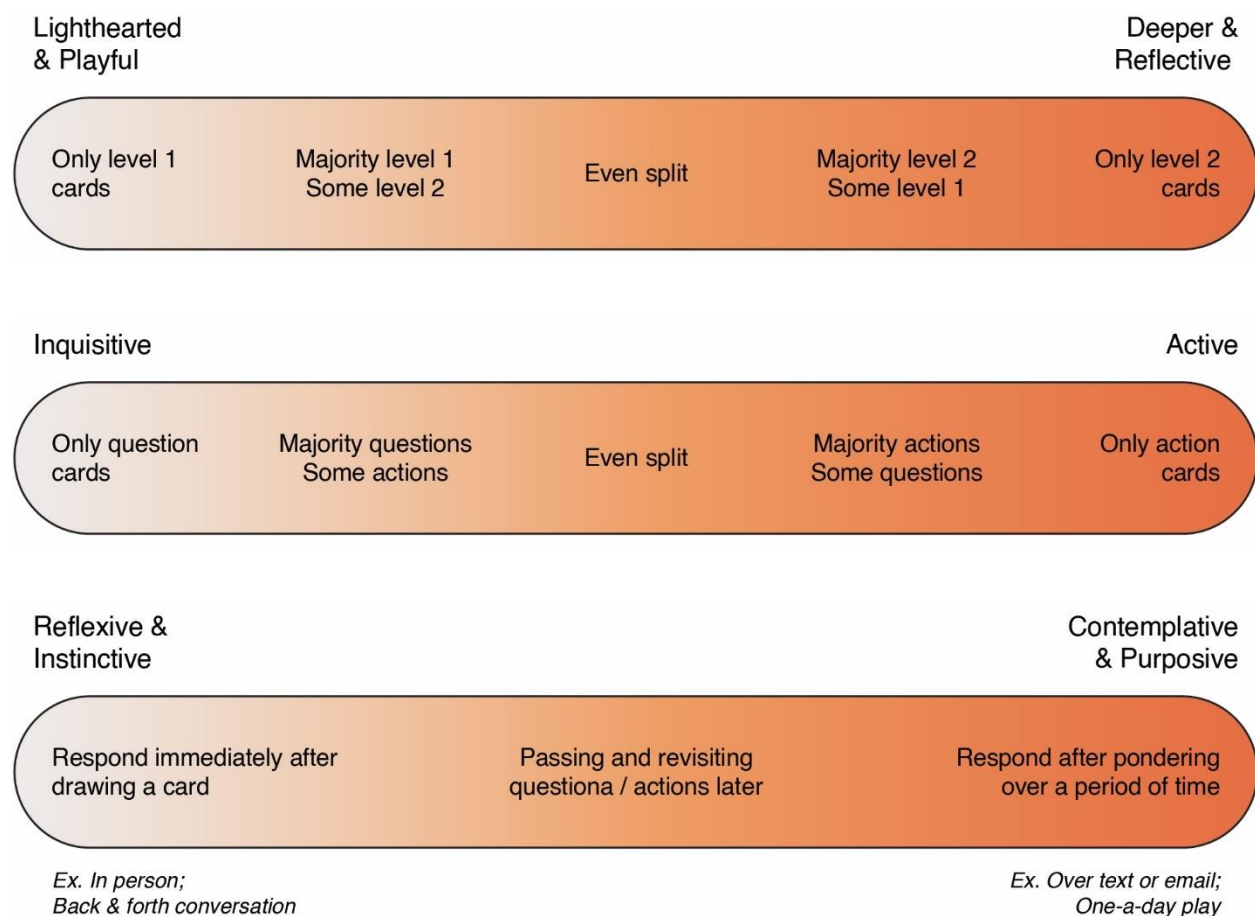 Lighthearted
& Playful
Deeper &
Reflective
Only level 1
cards
Majority level 1
Some level 2
Even split
Majority level 2
Some level 1
Only level 2
cards
Inquisitive
Active
Only question
cards
Majority questions
Some actions
Even split
Majority actions
Some questions
Only action
cards
Reflexive &
Instinctive
Contemplative
& Purposive
Respond immediately after
drawing a card
Passing and revisiting
questiona / actions later
Respond after pondering
over a period of time
Ex. In person;
Back & forth conversation
Ex. Over text or email;
One-a-day play